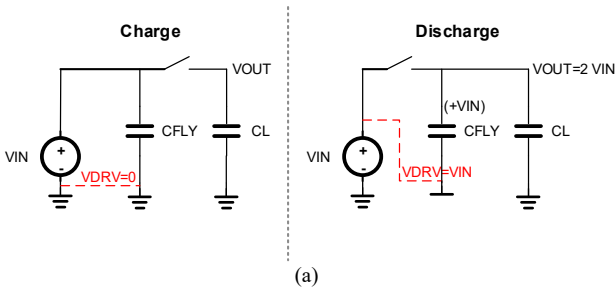 Charge
VOUT
CFLY
CL
VIN
+
-
VDRV=0
Discharge
VOUT=2 VIN
(+VIN)
CFLY
CL
VIN
+
-
VDRV=VIN
(a)